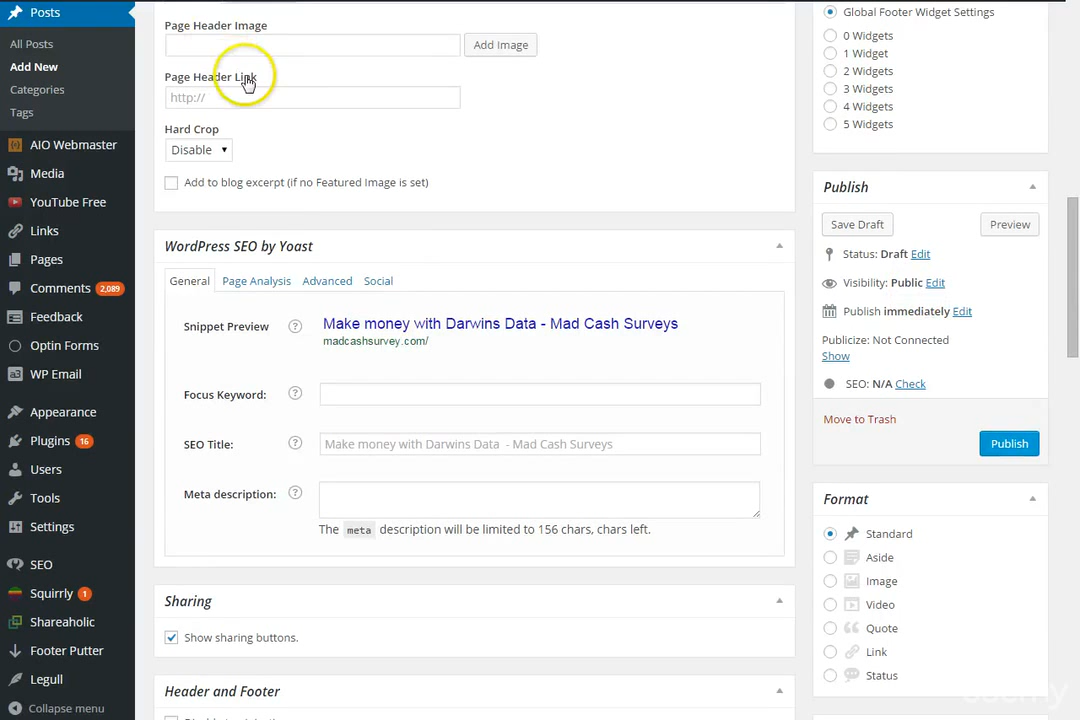 Posts
All Posts
Add New
Categories
Tags
AIO Webmaster
Media
YouTube Free
Links
Pages
Comments 2,089
Feedback
Optin Forms
WP Email
Appearance
Plugins 16
Users
Tools
Settings
SEO
Squirrly 1
Shareaholic
Footer Putter
Legull
Collapse menu
Page Header Image
Add Image
Page Header Link
http://
Hard Crop
Disable
Add to blog excerpt (if no Featured Image is set)
WordPress SEO by Yoast
General Page Analysis Advanced Social
Snippet Preview ? Make money with Darwins Data - Mad Cash Surveys
madcashsurvey.com/
Focus Keyword: ?
SEO Title: ? Make money with Darwins Data - Mad Cash Surveys
Meta description: ?
The meta description will be limited to 156 chars, chars left.
Sharing
Show sharing buttons.
Header and Footer
Global Footer Widget Settings
0 Widgets
1 Widget
2 Widgets
3 Widgets
4 Widgets
5 Widgets
Publish
Save Draft Preview
Status: Draft Edit
Visibility: Public Edit
Publish immediately Edit
Publicize: Not Connected
Show
SEO: N/A Check
Move to Trash
Publish
Format
Standard
Aside
Image
Video
Quote
Link
Status